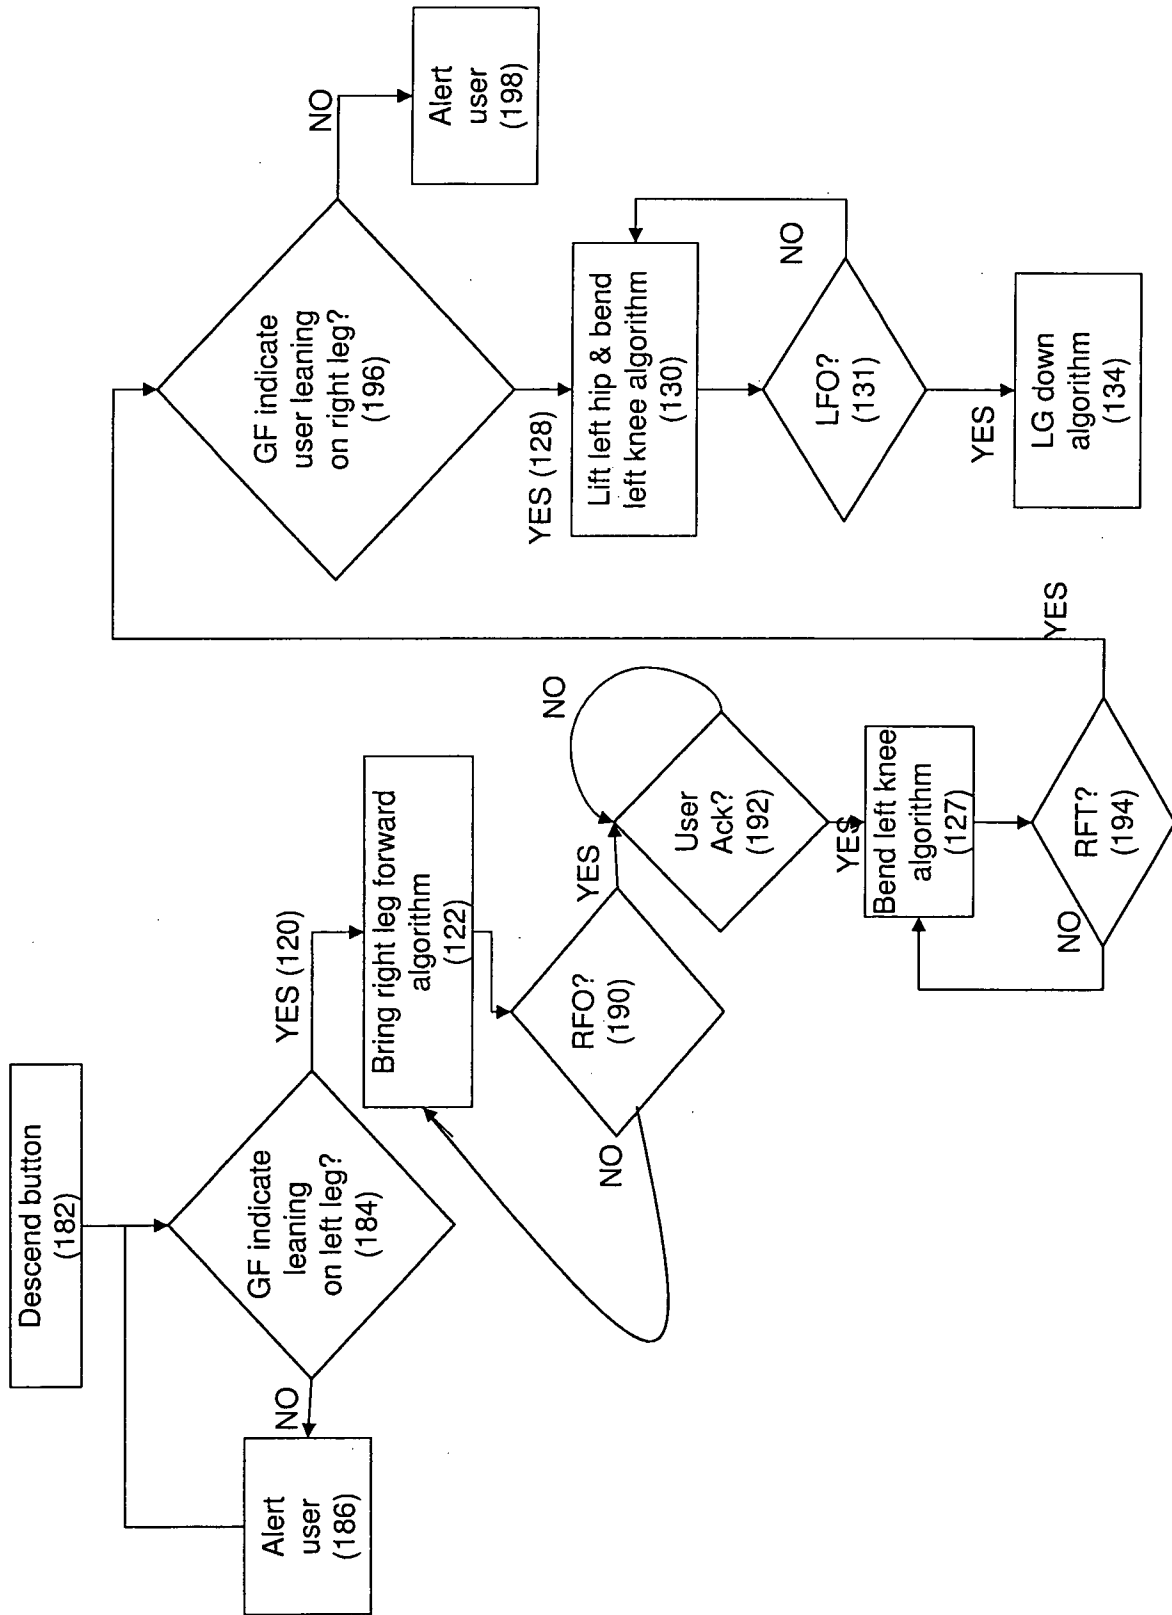 Descend button
(182)
GF indicate
leaning
on left leg?
(184)
NO
Alert
user
(186)
YES (120)
Bring right leg forward
algorithm
(122)
RFO?
(190)
NO
YES
User
Ack?
(192)
NO
YES
Bend left knee
algorithm
(127)
RFT?
(194)
NO
YES
GF indicate
user leaning
on right leg?
(196)
NO
Alert
user
(198)
YES (128)
Lift left hip & bend
left knee algorithm
(130)
LFO?
(131)
NO
YES
LG down
algorithm
(134)